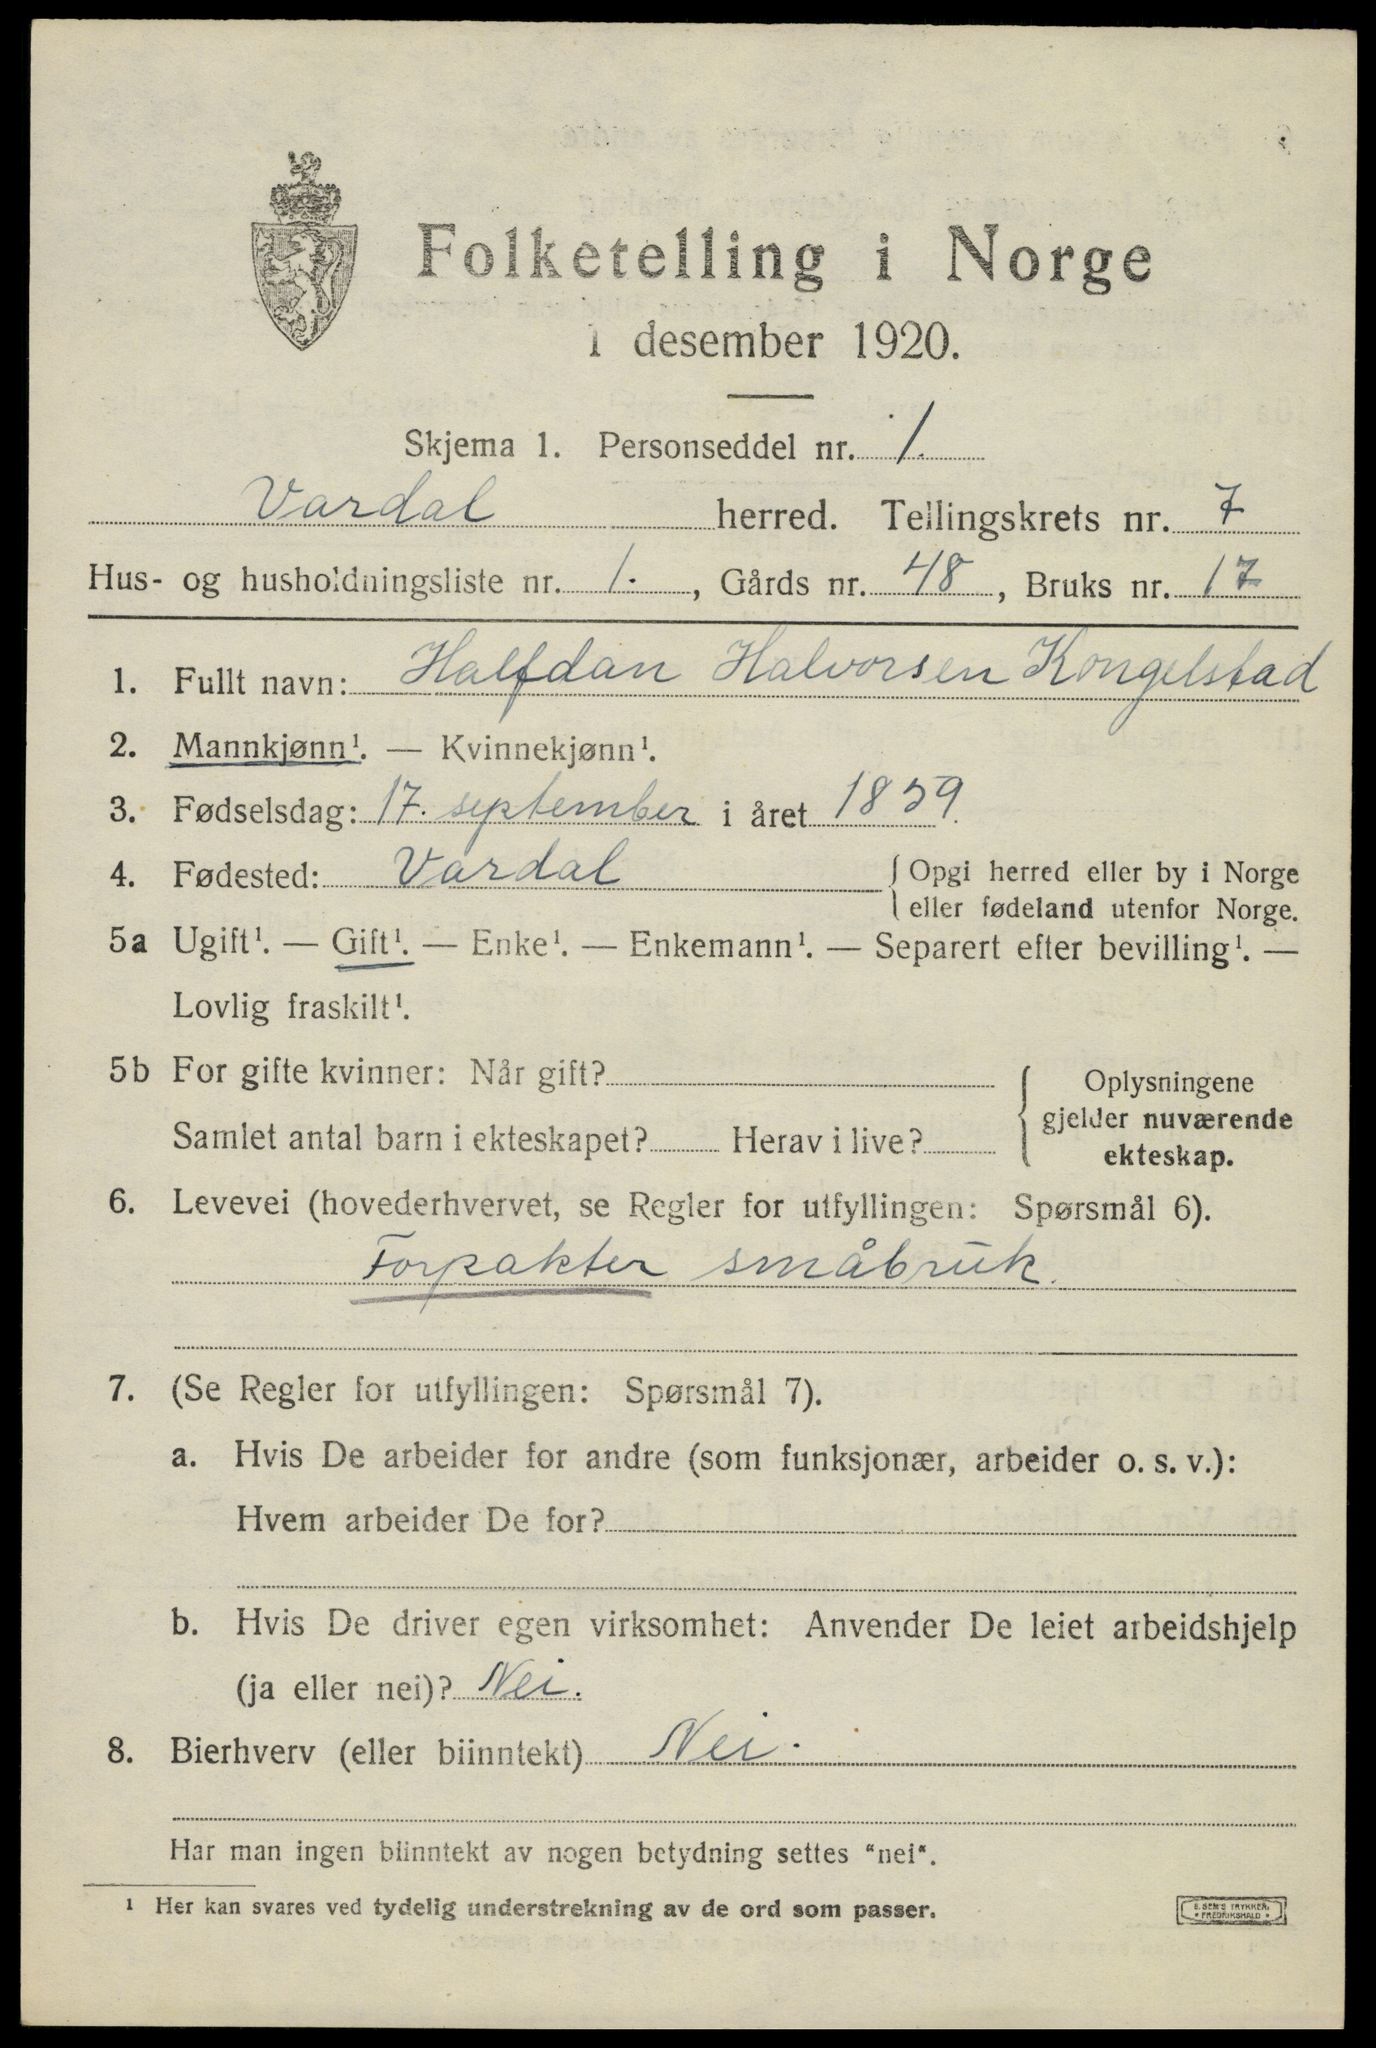 Folketelling i Norge
1 desember 1920.
Skjema 1. Personseddel nr. 1.
Vardal herred. Tellingskrets nr. 7
Hus- og husholdningsliste nr. 1., Gårds nr. 48, Bruks nr. 17
1. Fullt navn: Halfdan Halvorsen Kongelstad
2. Mannkjønn¹. — Kvinnekjønn¹.
3. Fødselsdag: 17. september i året 1859.
4. Fødested: Vardal { Opgi herred eller by i Norge
eller fødeland utenfor Norge.
5a Ugift¹. — Gift¹. — Enke¹. — Enkemann¹. — Separert efter bevilling¹. —
Lovlig fraskilt¹.
5b For gifte kvinner: Når gift? { Oplysningene
gjelder nuværende
Samlet antal barn i ekteskapet? Herav i live?
ekteskap.
6. Levevei (hovederhvervet, se Regler for utfyllingen: Spørsmål 6).
Forpakter småbruk.
7. (Se Regler for utfyllingen: Spørsmål 7).
a. Hvis De arbeider for andre (som funksjonær, arbeider o. s. v.):
Hvem arbeider De for?
b. Hvis De driver egen virksomhet: Anvender De leiet arbeidshjelp
(ja eller nei)? Nei.
8. Bierhverv (eller biinntekt) Nei.
Har man ingen biinntekt av nogen betydning settes "nei".
¹ Her kan svares ved tydelig understrekning av de ord som passer.
E. SEM'S TRYKKERI
FREDRIKSHALD